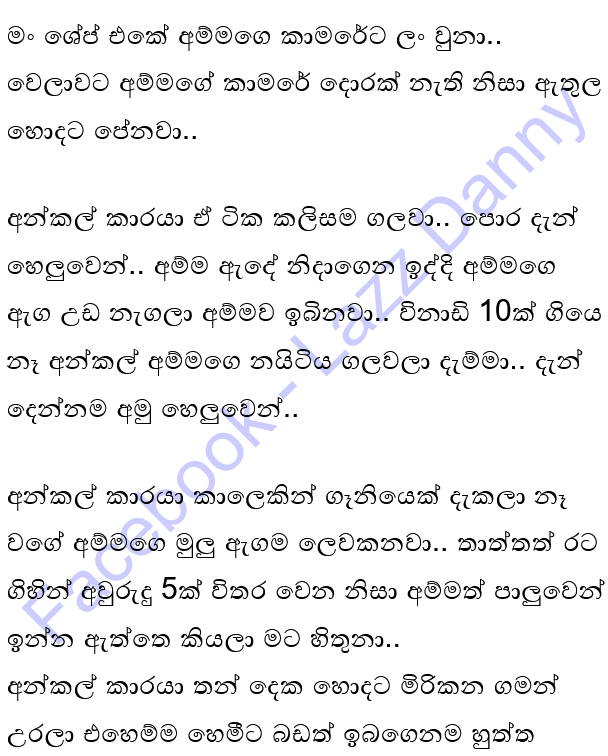 මං ශේප් එකේ අම්මගෙ කාමරේට ලං වුනා..
වෙලාවට අම්මගේ කාමරේ දොරක් නැති නිසා ඇතුල
හොදට පේනවා..
අන්කල් කාරයා ඒ ටික කලිසම ගලවා.. පොර දැන්
හෙලුවෙන්.. අම්ම ඇදේ නිදාගෙන ඉද්දි අම්මගෙ
ඇග උඩ නැගලා අම්මව ඉබිනවා.. විනාඩි 10ක් ගියෙ
නෑ අන්කල් අම්මගෙ නයිටිය ගලවලා දැම්මා.. දැන්
දෙන්නම අමු හෙලුවෙන්..
අන්කල් කාරයා කාලෙකින් ගෑනියෙක් දැකලා නෑ
වගේ අම්මගෙ මුලු ඇගම ලෙවකනවා.. තාත්තත් රට
ගිහින් අවුරුදු 5ක් විතර වෙන නිසා අම්මත් පාලුවෙන්
ඉන්න ඇත්තෙ කියලා මට හිතුනා..
අන්කල් කාරයා තන් දෙක හොදට මිරිකන ගමන්
උරලා එහෙම්ම හෙමීට බඩත් ඉබගෙනම හුත්ත
Facebook - Lazz Danny